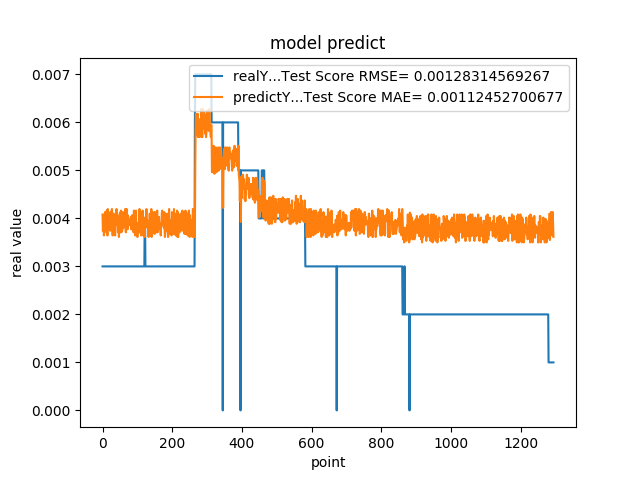 model predict
realY...Test Score RMSE= 0.00128314569267
predictY...Test Score MAE= 0.00112452700677
0.007
0.006
0.005
0.004
0.003
0.002
0.001
0.000
real value
0 200 400 600 800 1000 1200
point